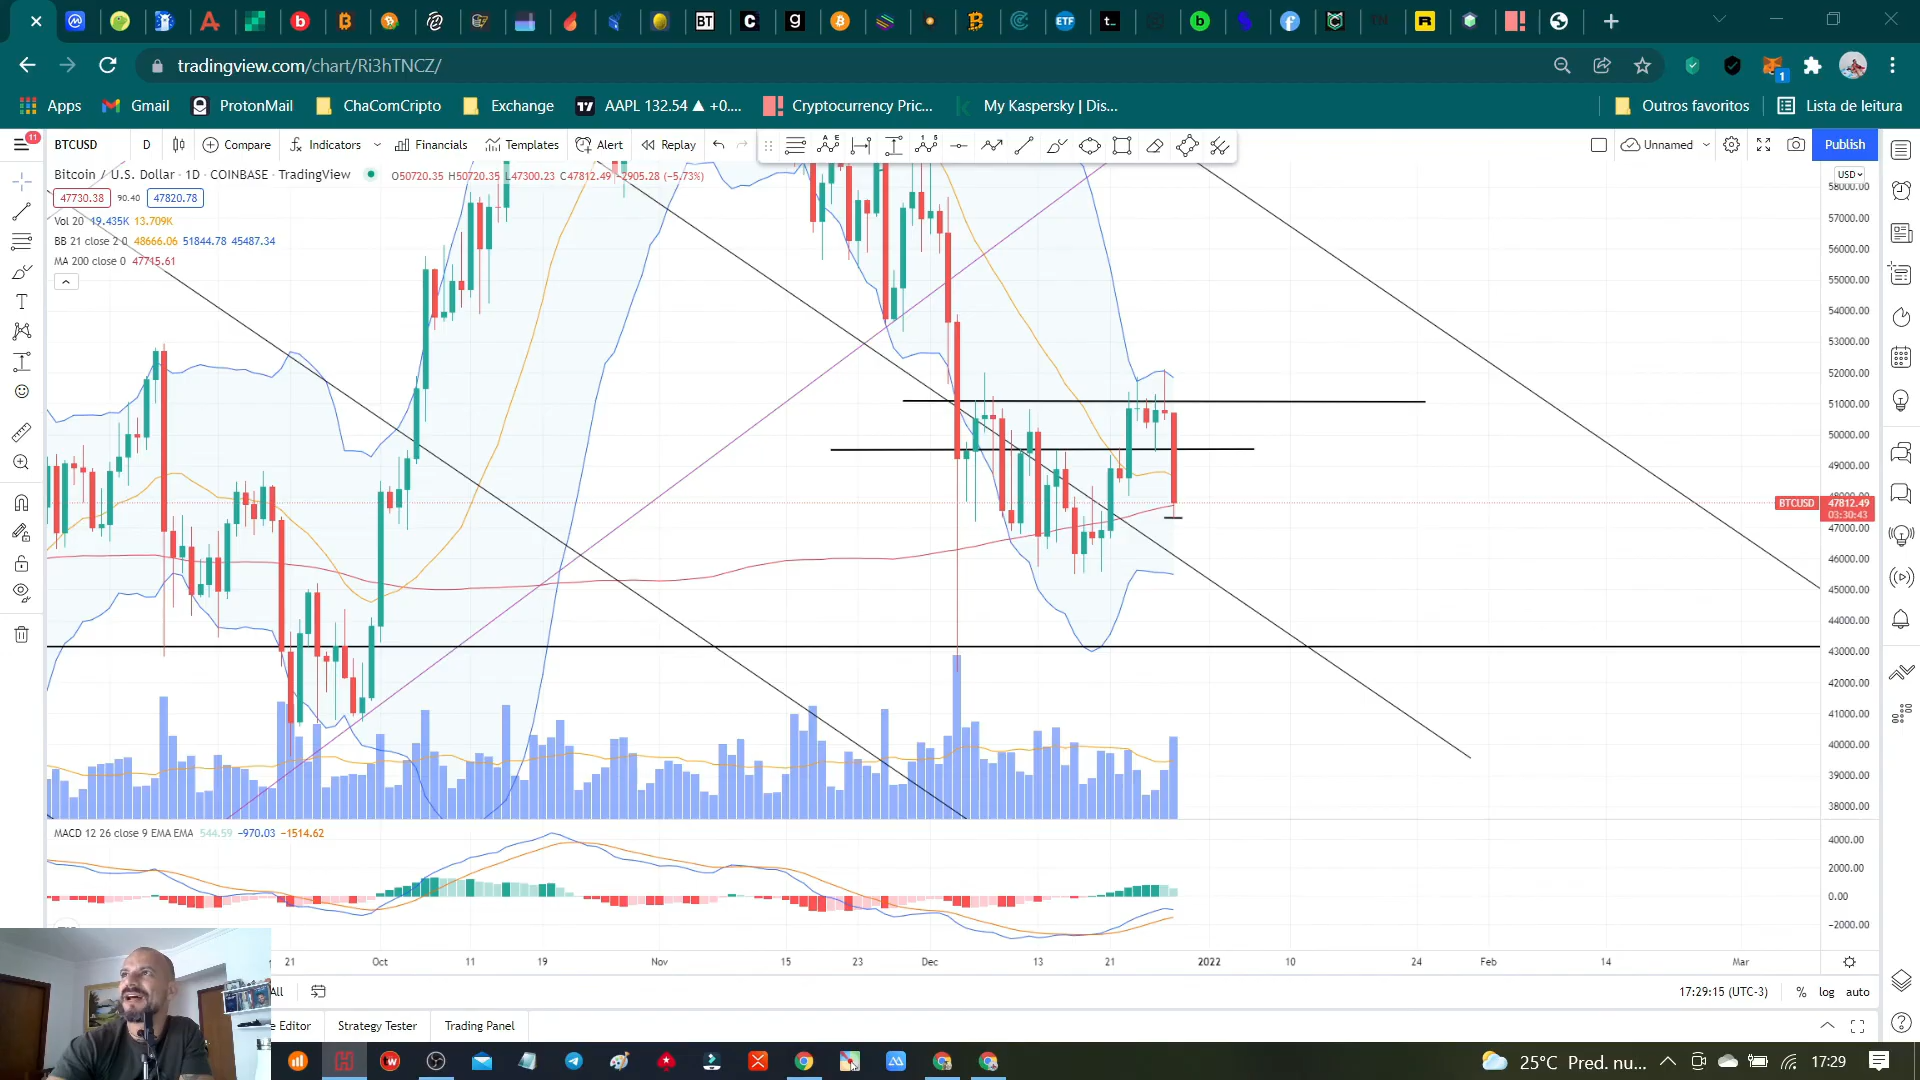 tradingview.com/chart/Ri3hTNCZ/
1
Apps Gmail ProtonMail ChaComCripto Exchange AAPL 132.54 ▲ +0.... Cryptocurrency Pric... My Kaspersky | Dis... Outros favoritos Lista de leitura
11 BTCUSD D Compare Indicators Financials Templates Alert Replay Unnamed Publish
Bitcoin / U.S. Dollar · 1D · COINBASE · TradingView O50720.35 H50720.35 L47300.23 C47812.49 −2905.28 (−5.73%)
USD
47730.38 90.40 47820.78
Vol 20 19.435K 13.709K
BB 21 close 2 0 48666.06 51844.78 45487.34
MA 200 close 0 47715.61
58000.00
57000.00
56000.00
55000.00
54000.00
53000.00
52000.00
51000.00
50000.00
49000.00
48000.00
BTCUSD 47812.49
03:30:43
47000.00
46000.00
45000.00
44000.00
43000.00
42000.00
41000.00
40000.00
39000.00
38000.00
MACD 12 26 close 9 EMA EMA 544.59 −970.03 −1514.62
4000.00
2000.00
0.00
−2000.00
21 Oct 11 19 Nov 15 23 Dec 13 21 2022 10 24 Feb 14 Mar
All 17:29:15 (UTC-3) % log auto
e Editor Strategy Tester Trading Panel
25°C Pred. nu... 17:29